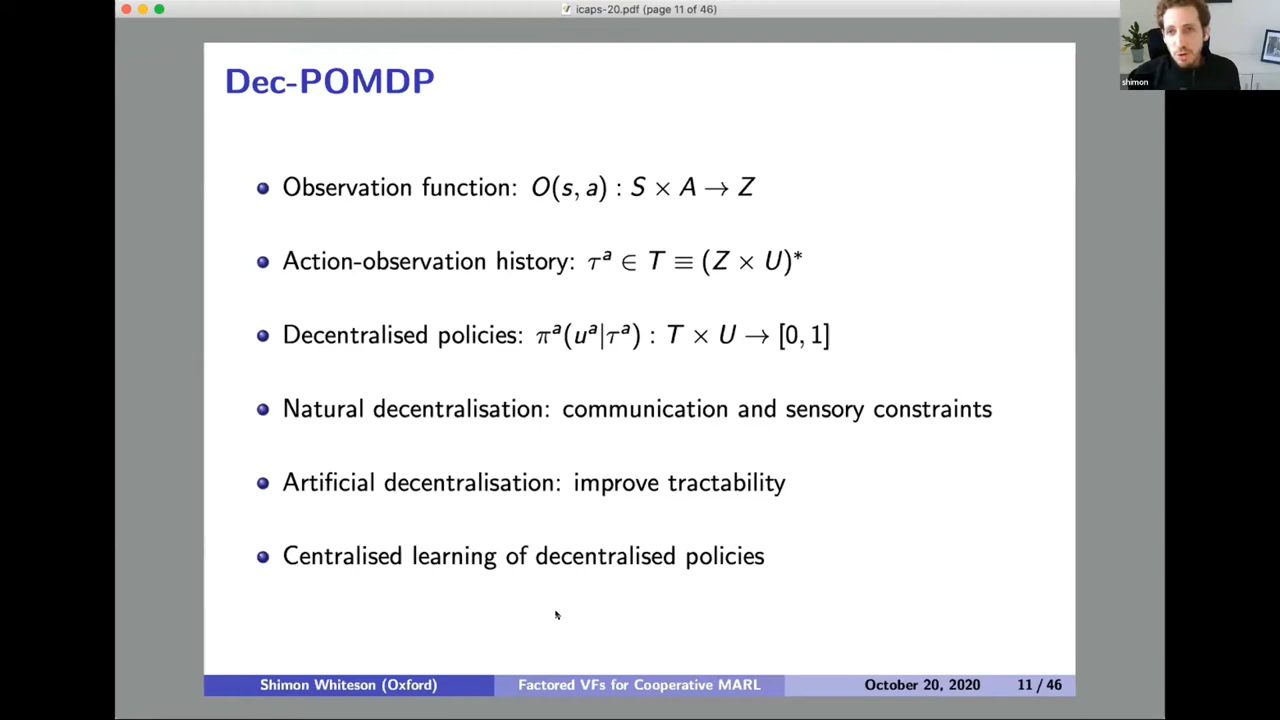 icaps-20.pdf (page 11 of 46)
shimon
Dec-POMDP
Observation function: O(s, a) : S × A → Z
Action-observation history: τᵃ ∈ T ≡ (Z × U)*
Decentralised policies: πᵃ(uᵃ|τᵃ) : T × U → [0, 1]
Natural decentralisation: communication and sensory constraints
Artificial decentralisation: improve tractability
Centralised learning of decentralised policies
Shimon Whiteson (Oxford) Factored VFs for Cooperative MARL October 20, 2020 11 / 46